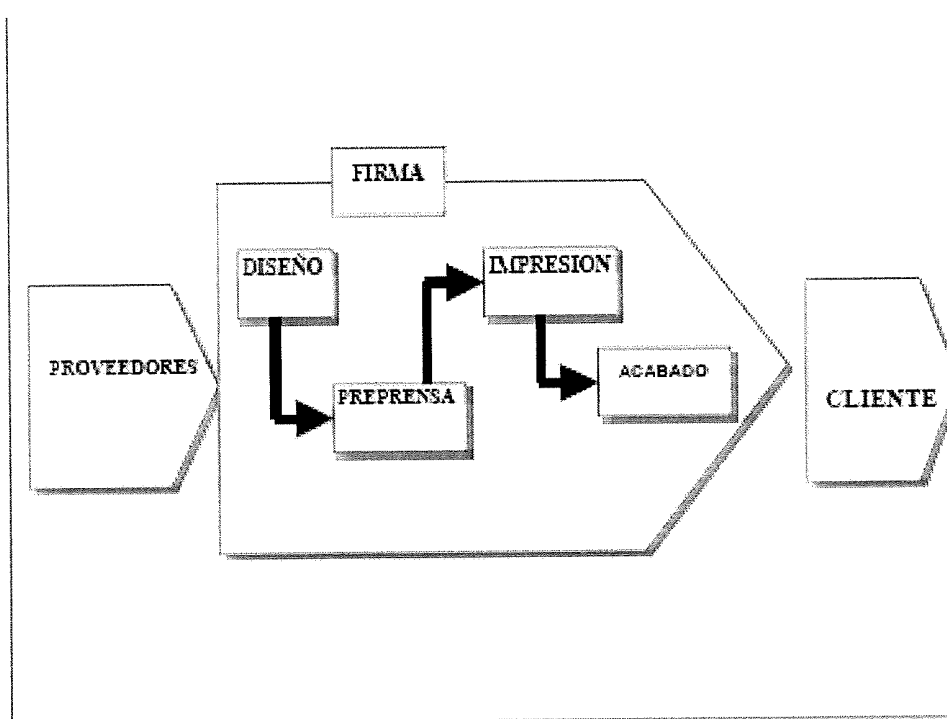 FIRMA
DISEÑO
IMPRESION
PROVEEDORES
PREPRENSA
ACABADO
CLIENTE